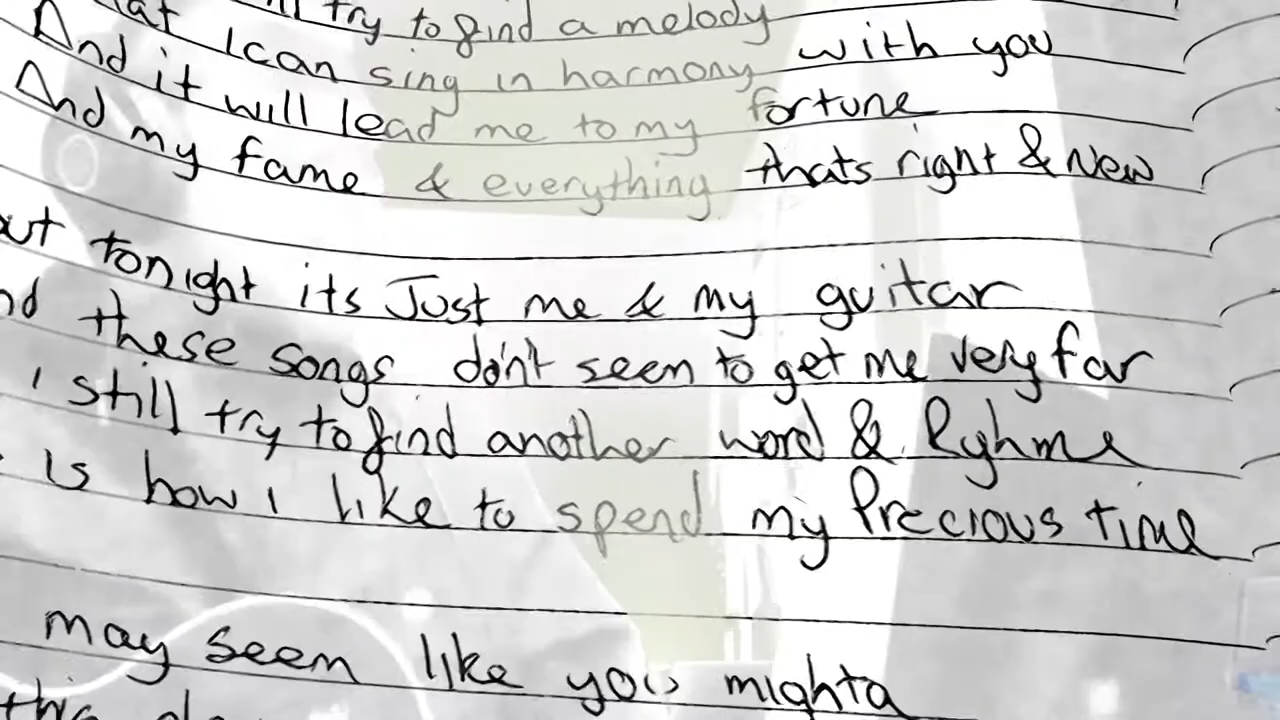 try to find a melody
I can sing in harmony with you
And it will lead me to my fortune
And my fame & everything thats right & New
tonight its Just me & my guitar
these songs don't seen to get me very far
I still try to find another word & Ryhme
is how I like to spend my Precious time
may seem like you mighta
this